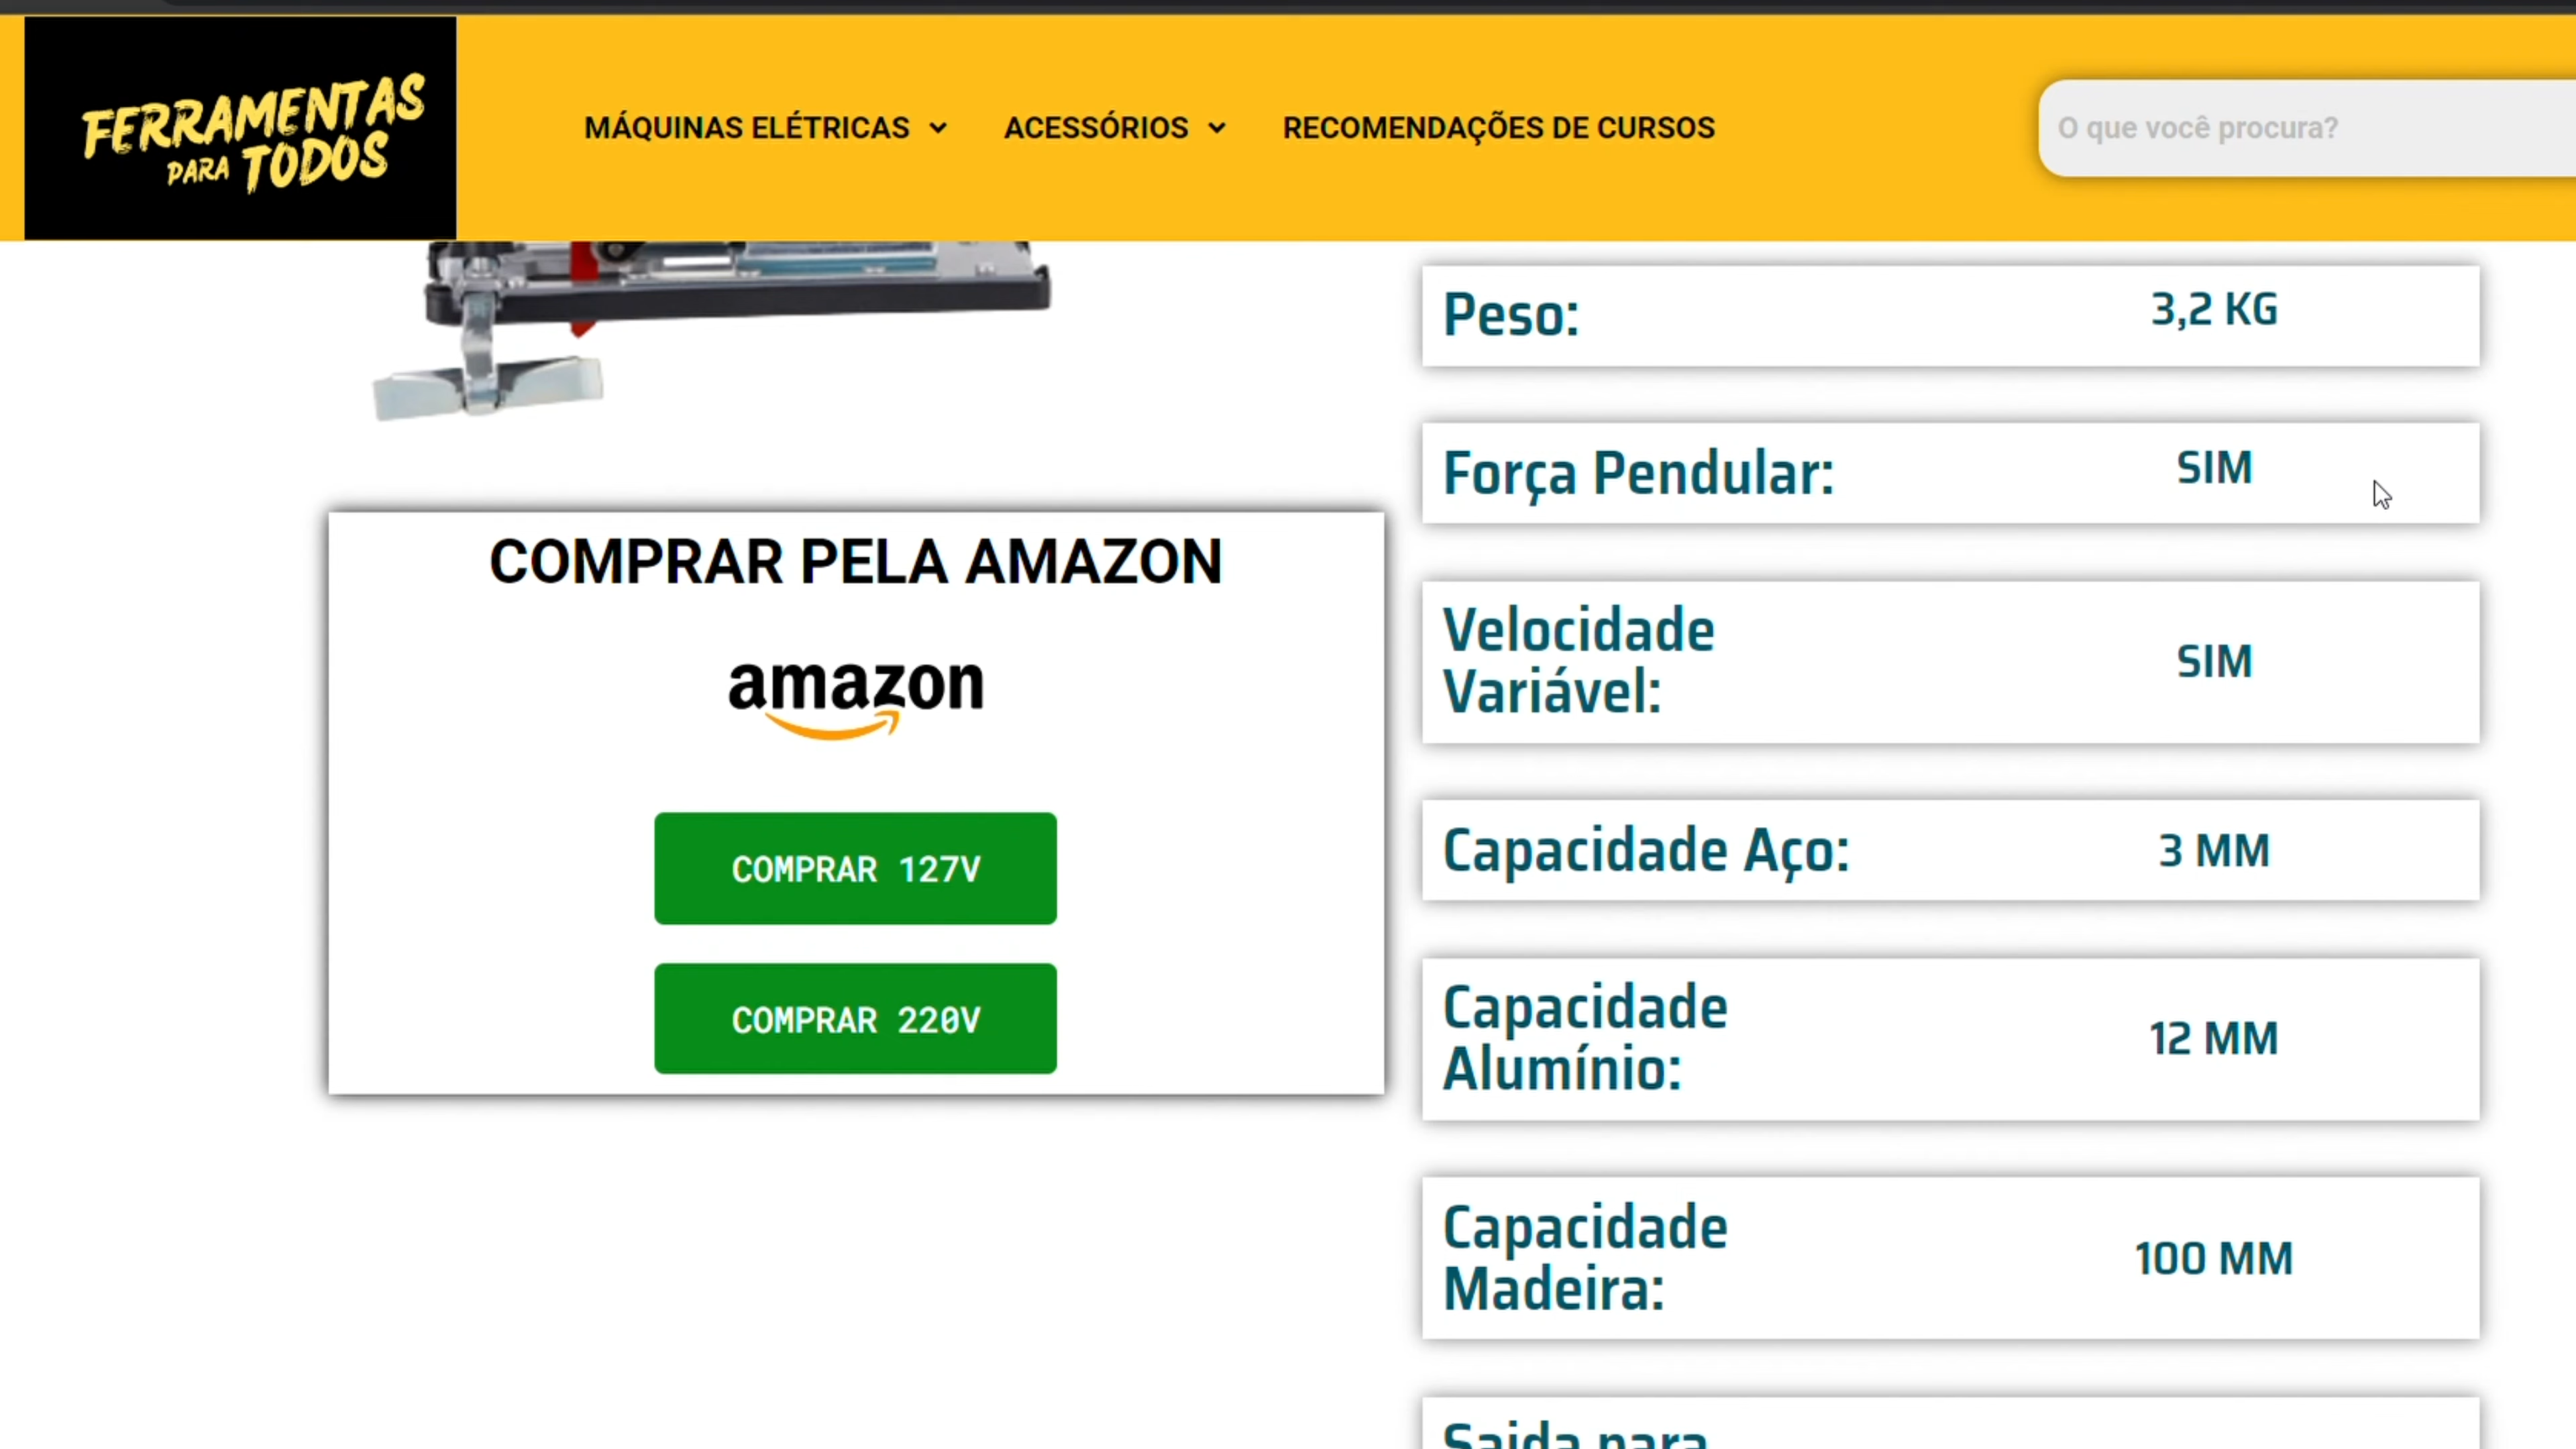 FERRAMENTAS
PARA TODOS
MÁQUINAS ELÉTRICAS
ACESSÓRIOS
RECOMENDAÇÕES DE CURSOS
O que você procura?
COMPRAR PELA AMAZON
amazon
COMPRAR 127V
COMPRAR 220V
Peso:
3,2 KG
Força Pendular:
SIM
Velocidade
Variável:
SIM
Capacidade Aço:
3 MM
Capacidade
Alumínio:
12 MM
Capacidade
Madeira:
100 MM
Saida para